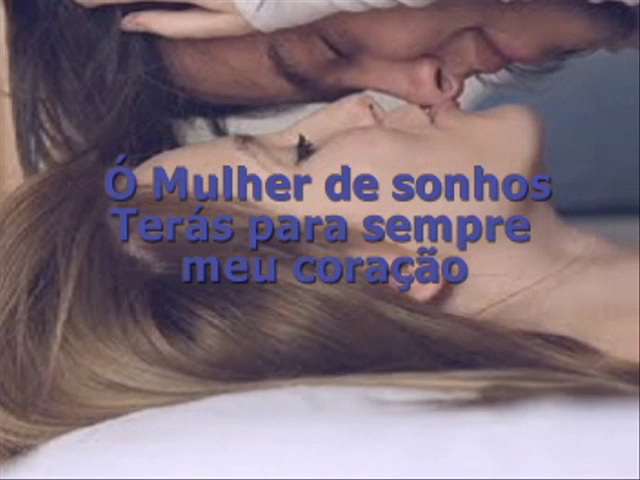 Ó Mulher de sonhos
Terás para sempre
meu coração